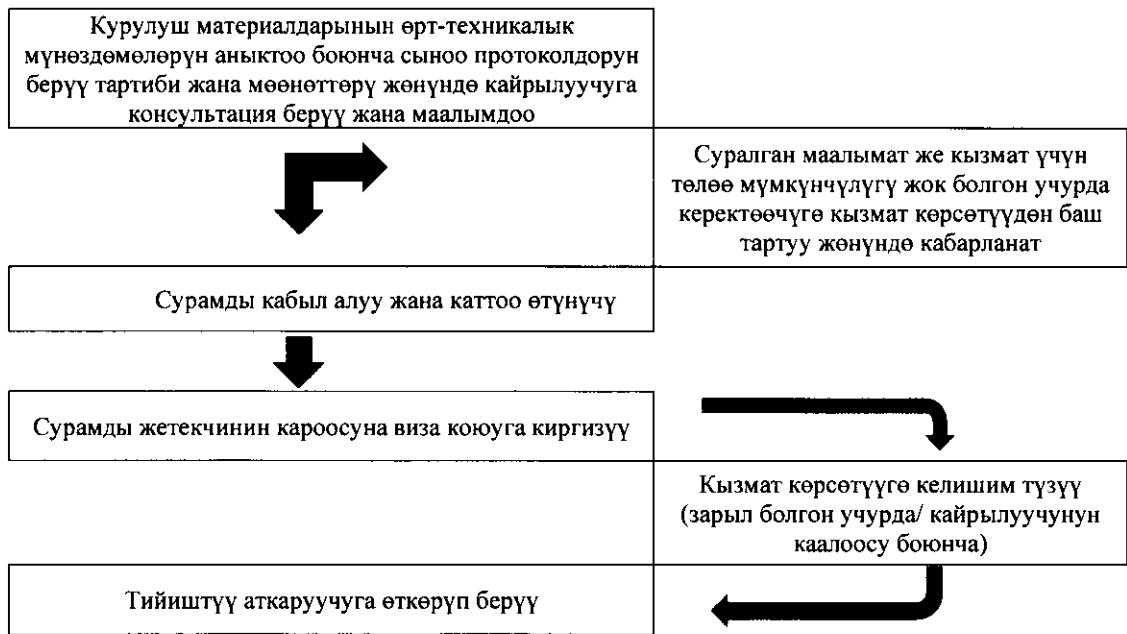 Курулуш материалдарынын өрт-техникалык
мүнөздөмөлөрүн аныктоо боюнча сыноо протоколдорун
берүү тартиби жана мөөнөттөрү жөнүндө кайрылуучуга
консультация берүү жана маалымдоо
Суралган маалымат же кызмат үчүн
төлөө мүмкүнчүлүгү жок болгон учурда
керектөөчүгө кызмат көрсөтүүдөн баш
тартуу жөнүндө кабарланат
Сурамды кабыл алуу жана каттоо өтүнүчү
Сурамды жетекчинин кароосуна виза коюуга киргизүү
Кызмат көрсөтүүгө келишим түзүү
(зарыл болгон учурда/ кайрылуучунун
каалоосу боюнча)
Тийиштүү аткаруучуга өткөрүп берүү